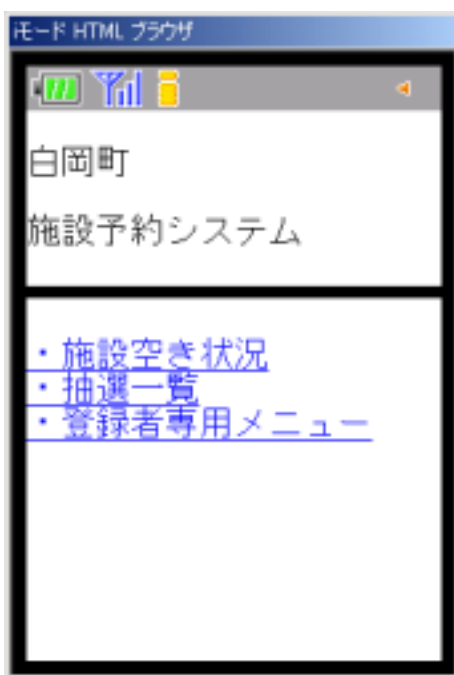 iモード HTML ブラウザ
白岡町
施設予約システム
・施設空き状況
・抽選一覧
・登録者専用メニュー